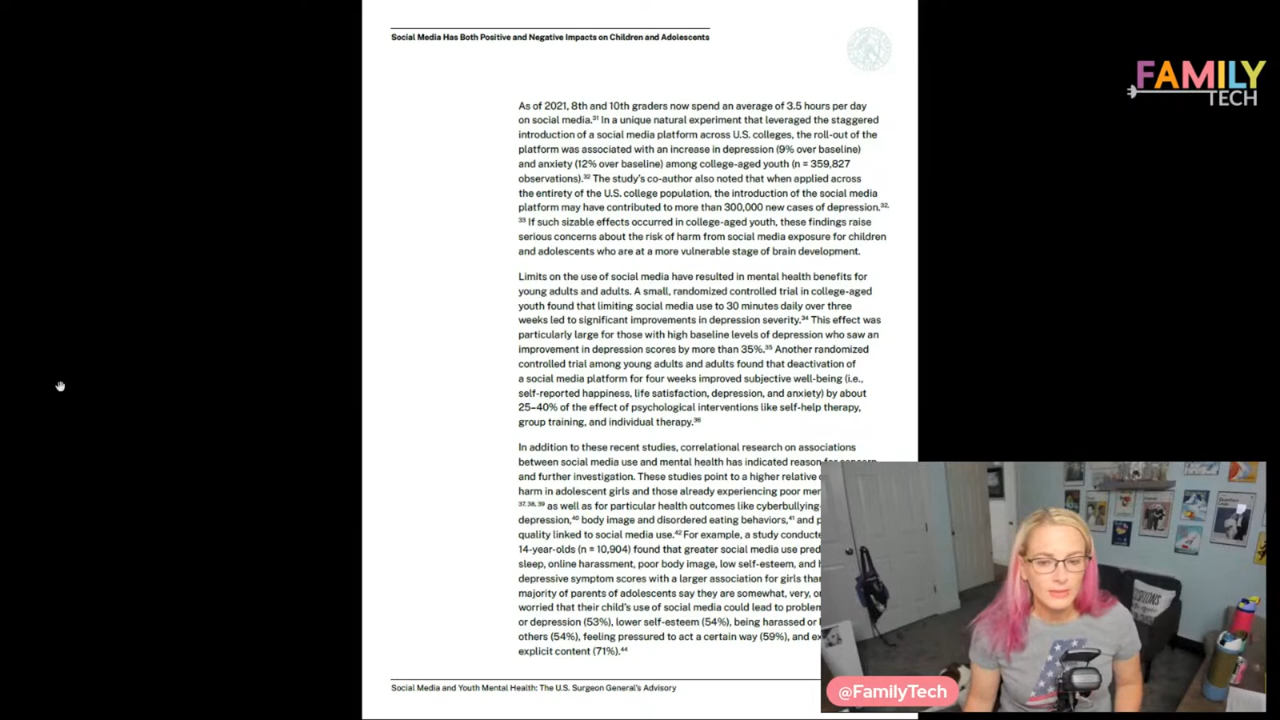 Social Media Has Both Positive and Negative Impacts on Children and Adolescents
FAMILY
TECH
As of 2021, 8th and 10th graders now spend an average of 3.5 hours per day
on social media.31 In a unique natural experiment that leveraged the staggered
introduction of a social media platform across U.S. colleges, the roll-out of the
platform was associated with an increase in depression (9% over baseline)
and anxiety (12% over baseline) among college-aged youth (n = 359,827
observations).32 The study's co-author also noted that when applied across
the entirety of the U.S. college population, the introduction of the social media
platform may have contributed to more than 300,000 new cases of depression.32,
33 If such sizable effects occurred in college-aged youth, these findings raise
serious concerns about the risk of harm from social media exposure for children
and adolescents who are at a more vulnerable stage of brain development.
Limits on the use of social media have resulted in mental health benefits for
young adults and adults. A small, randomized controlled trial in college-aged
youth found that limiting social media use to 30 minutes daily over three
weeks led to significant improvements in depression severity.34 This effect was
particularly large for those with high baseline levels of depression who saw an
improvement in depression scores by more than 35%.35 Another randomized
controlled trial among young adults and adults found that deactivation of
a social media platform for four weeks improved subjective well-being (i.e.,
self-reported happiness, life satisfaction, depression, and anxiety) by about
25–40% of the effect of psychological interventions like self-help therapy,
group training, and individual therapy.36
In addition to these recent studies, correlational research on associations
between social media use and mental health has indicated reason for concern
and further investigation. These studies point to a higher relative
harm in adolescent girls and those already experiencing poor
37,38, 39 as well as for particular health outcomes like cyberbullying-
depression,40 body image and disordered eating behaviors,41 and
quality linked to social media use.42 For example, a study
14-year-olds (n = 10,904) found that greater social media use
sleep, online harassment, poor body image, low self-esteem, and
depressive symptom scores with a larger association for girls
majority of parents of adolescents say they are somewhat, very,
worried that their child's use of social media could lead to
or depression (53%), lower self-esteem (54%), being harassed or
others (54%), feeling pressured to act a certain way (59%), and
explicit content (71%).44
Social Media and Youth Mental Health: The U.S. Surgeon General's Advisory
@FamilyTech